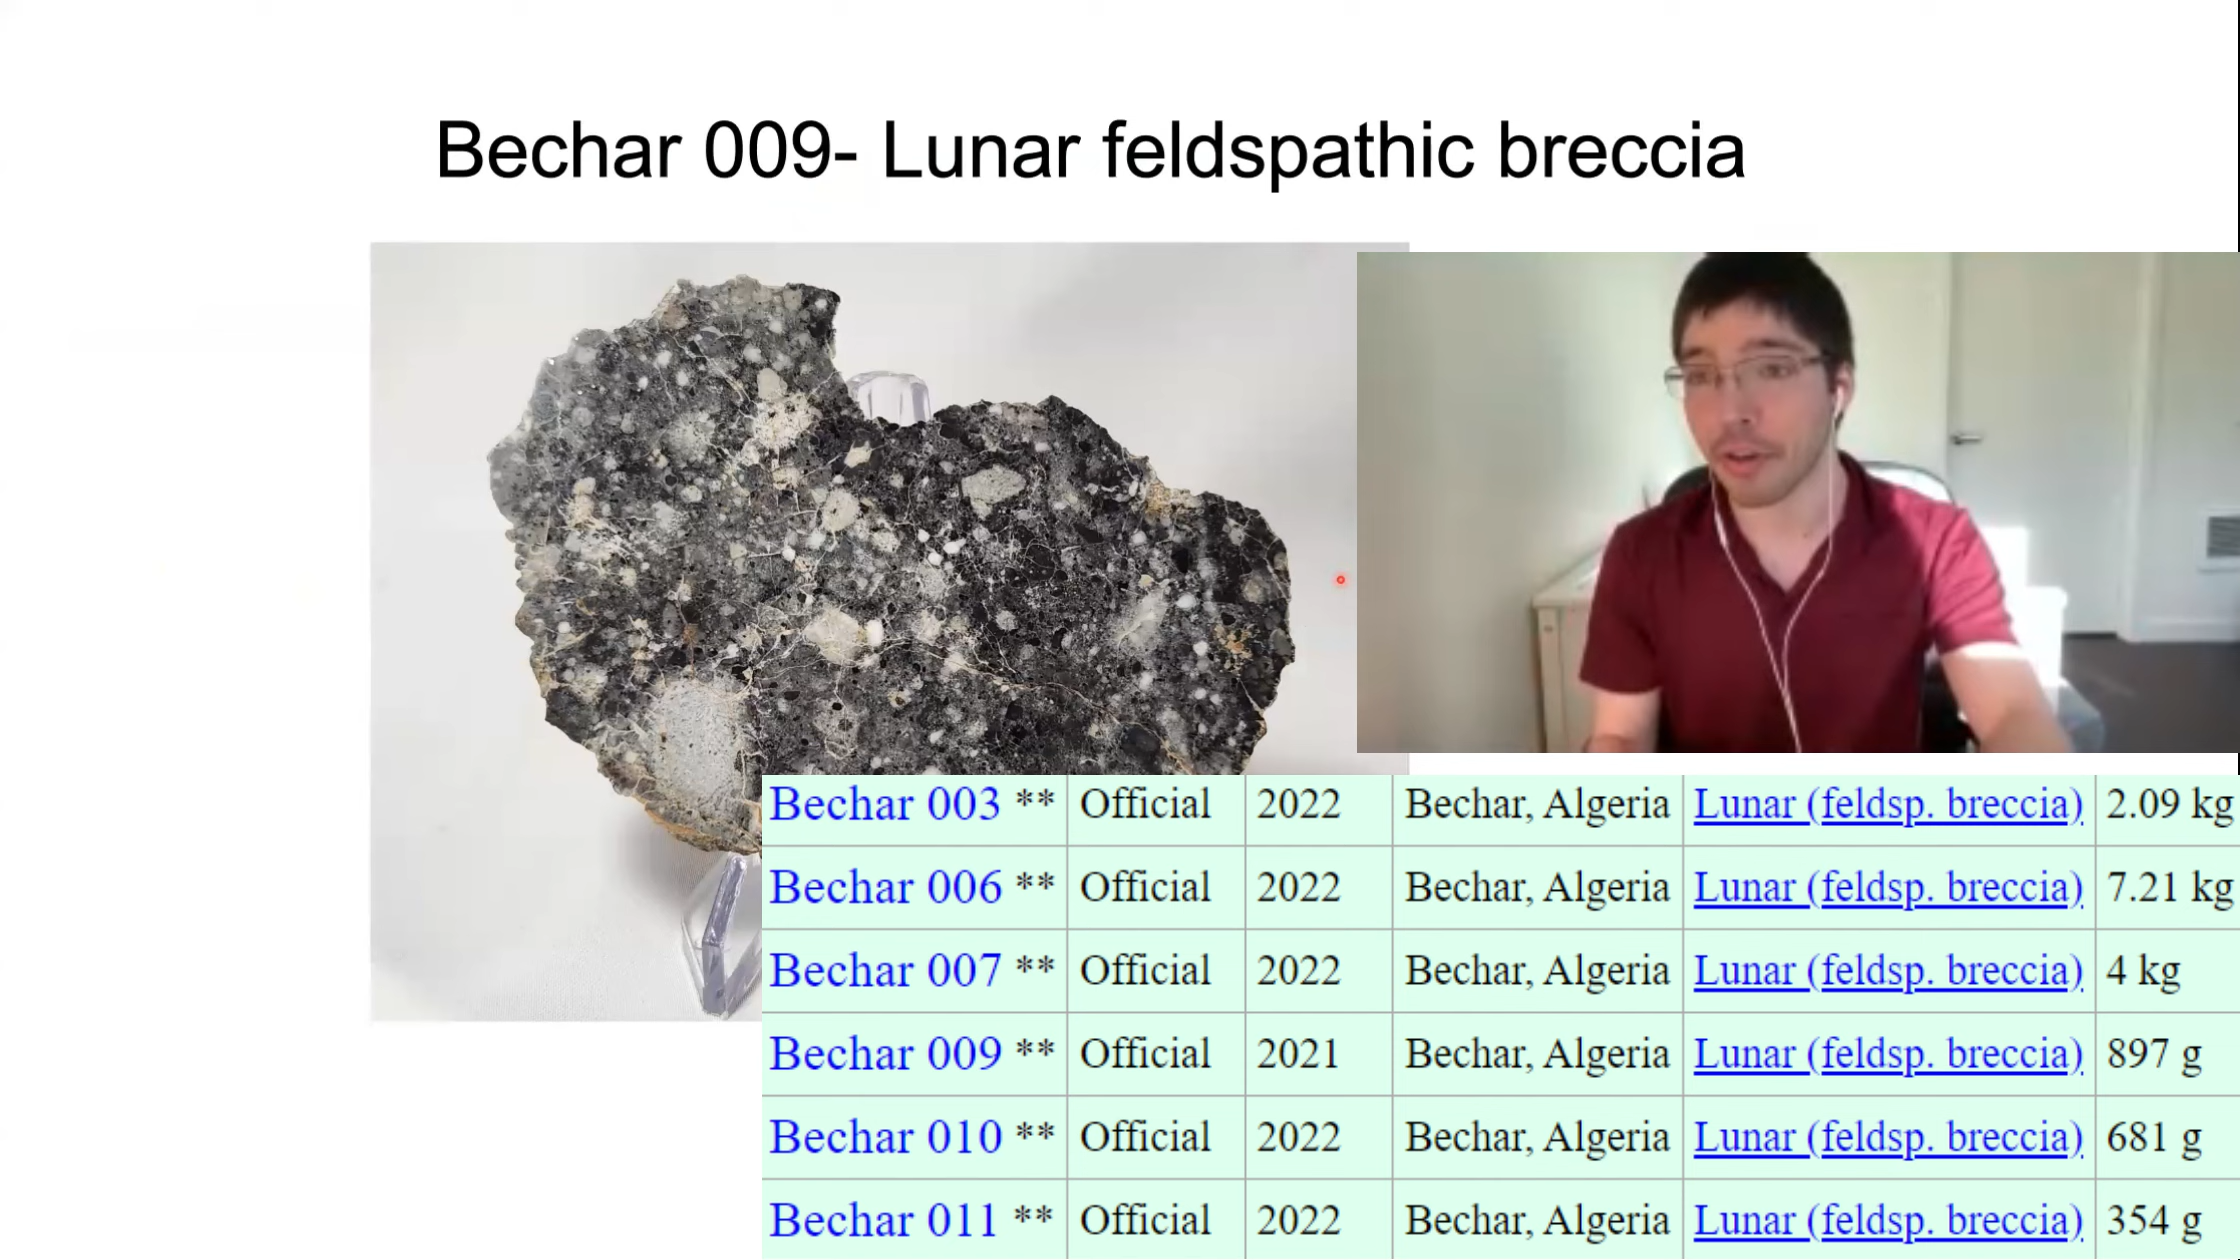 Bechar 009- Lunar feldspathic breccia
Bechar 003 ** Official 2022 Bechar, Algeria Lunar (feldsp. breccia) 2.09 kg
Bechar 006 ** Official 2022 Bechar, Algeria Lunar (feldsp. breccia) 7.21 kg
Bechar 007 ** Official 2022 Bechar, Algeria Lunar (feldsp. breccia) 4 kg
Bechar 009 ** Official 2021 Bechar, Algeria Lunar (feldsp. breccia) 897 g
Bechar 010 ** Official 2022 Bechar, Algeria Lunar (feldsp. breccia) 681 g
Bechar 011 ** Official 2022 Bechar, Algeria Lunar (feldsp. breccia) 354 g